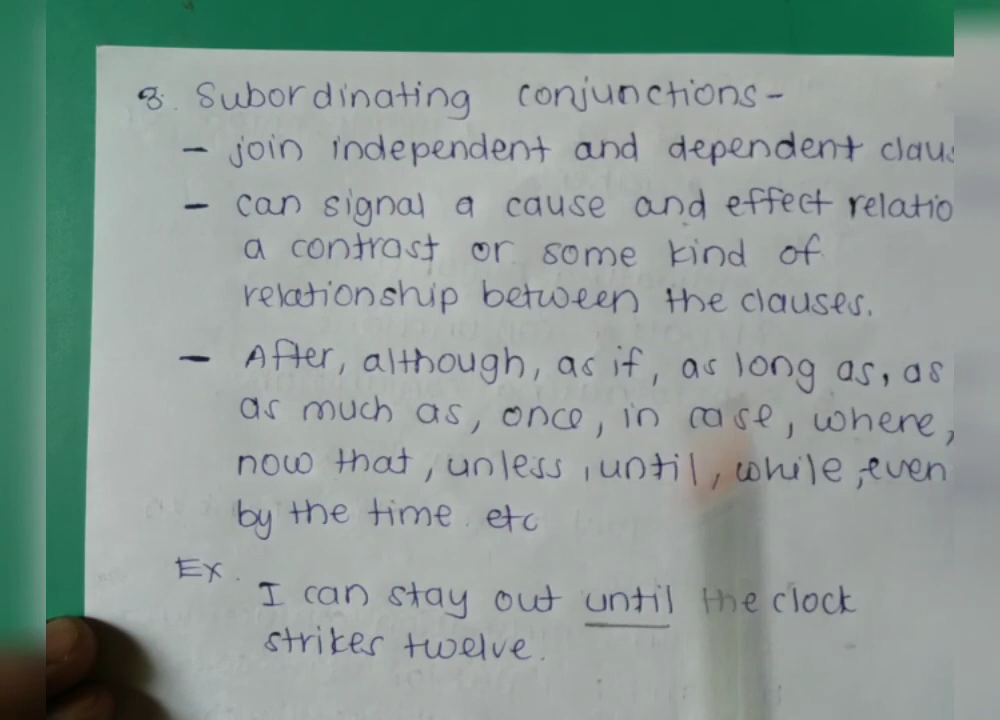 3. Subordinating conjunctions -
- join independent and dependent claus
- can signal a cause and effect relatio
a contrast or some kind of
relationship between the clauses.
- After, although, as if, as long as, as
as much as, once, in case, where,
now that, unless, until, while, even
by the time. etc
Ex.
I can stay out until the clock
strikes twelve.